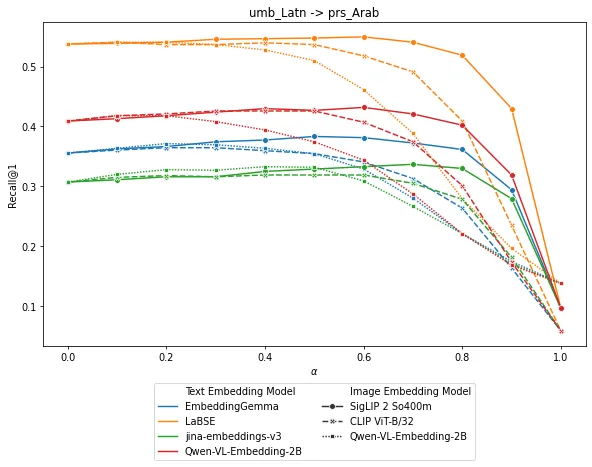 umb_Latn -> prs_Arab
Recall@1
0.5
0.4
0.3
0.2
0.1
0.0 0.2 0.4 0.6 0.8 1.0
α
Text Embedding Model Image Embedding Model
EmbeddingGemma SigLIP 2 So400m
LaBSE CLIP ViT-B/32
jina-embeddings-v3 Qwen-VL-Embedding-2B
Qwen-VL-Embedding-2B